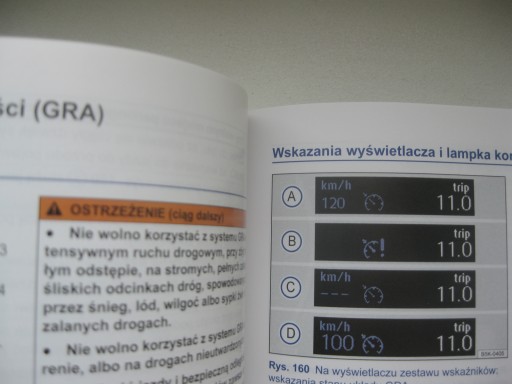 ści (GRA)
OSTRZEŻENIE (ciąg dalszy)
● Nie wolno korzystać z systemu
tensywnym ruchu drogowym, przy
łym odstępie, na stromych, pełnych
śliskich odcinkach dróg, spowodow
przez śnieg, lód, wilgoć albo sypki
zalanych drogach.
● Nie wolno korzystać z systemu
renie, albo na drogach nieutwardzo
3
4
Wskazania wyświetlacza i lampka kon
A
km/h
trip
120
11.0
B
trip
!
11.0
C
km/h
trip
---
11.0
D
km/h
trip
100
11.0
Rys. 160 Na wyświetlaczu zestawu wskaźników: